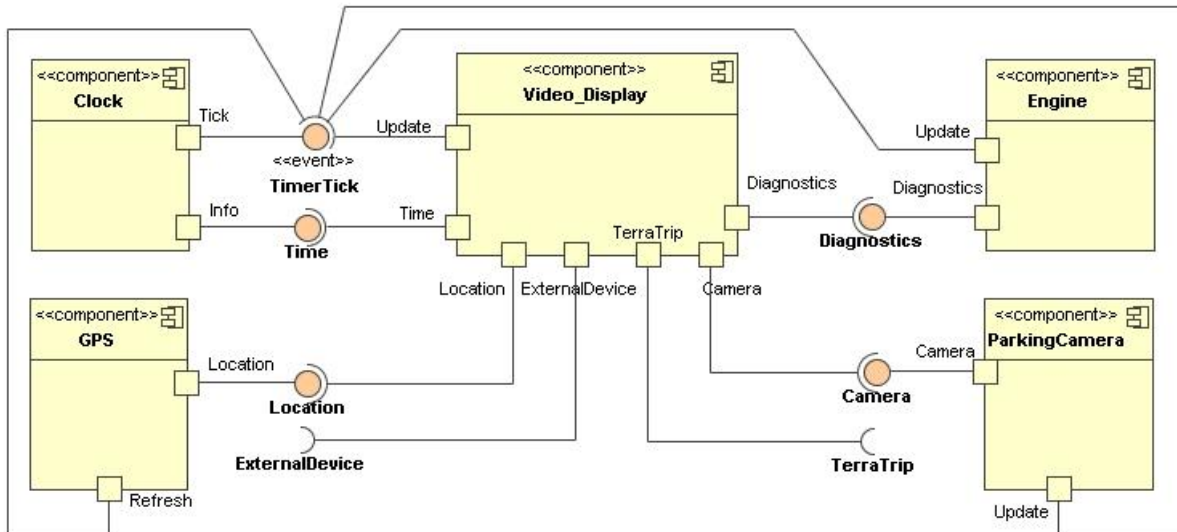 <<component>>
Clock
Tick
Info
<<event>>
TimerTick
Time
Update
Time
<<component>>
Video_Display
Diagnostics
TerraTrip
Location
ExternalDevice
Camera
<<component>>
Engine
Update
Diagnostics
Diagnostics
<<component>>
GPS
Location
Refresh
Location
ExternalDevice
<<component>>
ParkingCamera
Camera
Camera
TerraTrip
Update